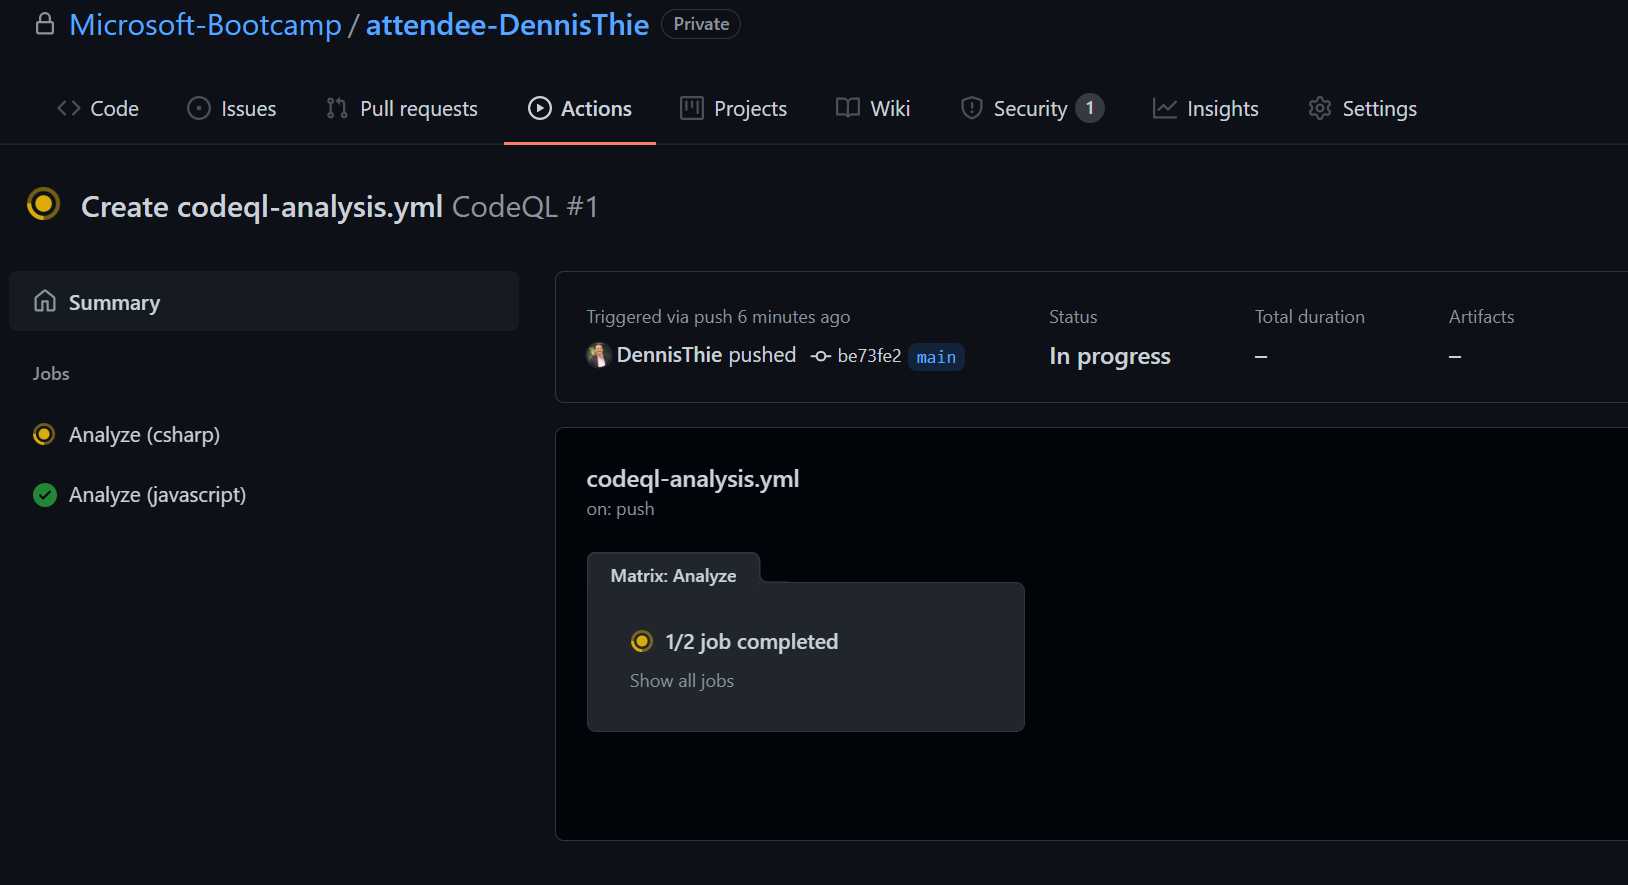 Microsoft-Bootcamp / attendee-DennisThie Private
Code Issues Pull requests Actions Projects Wiki Security 1 Insights Settings
Create codeql-analysis.yml CodeQL #1
Summary
Jobs
Analyze (csharp)
Analyze (javascript)
Triggered via push 6 minutes ago
DennisThie pushed be73fe2 main
Status
In progress
Total duration
–
Artifacts
–
codeql-analysis.yml
on: push
Matrix: Analyze
1/2 job completed
Show all jobs